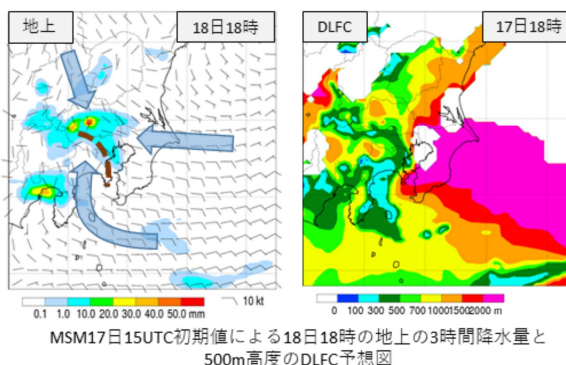 地上
18日18時
DLFC
17日18時
0.1 1.0 10.0 20.0 30.0 40.0 50.0 mm
10 kt
0 100 300 500 700 1000 1500 2000 m
MSM17日15UTC初期値による18日18時の地上の3時間降水量と
500m高度のDLFC予想図